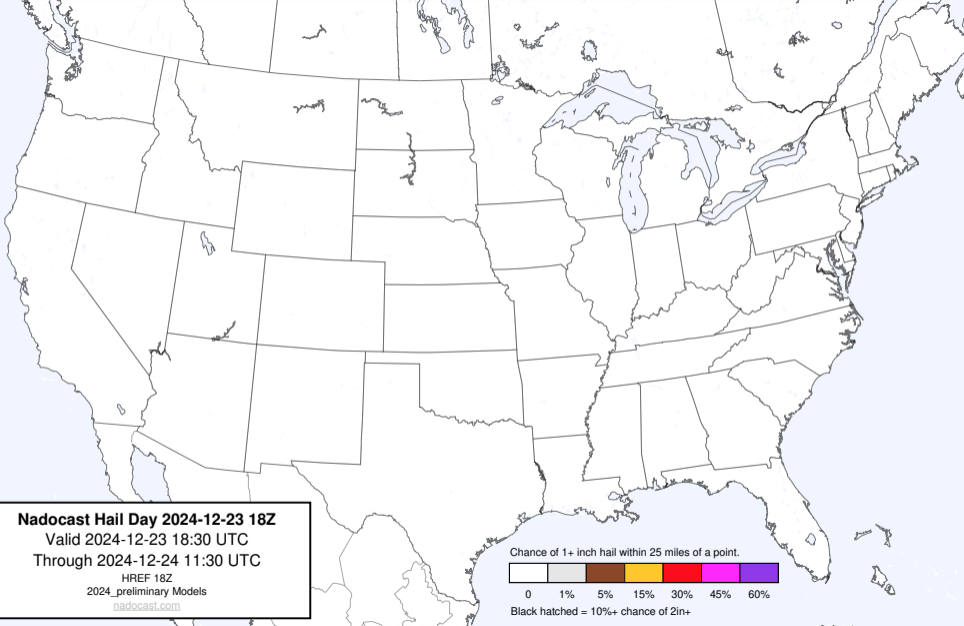 Nadocast Hail Day 2024-12-23 18Z
Valid 2024-12-23 18:30 UTC
Through 2024-12-24 11:30 UTC
HREF 18Z
2024_preliminary Models
nadocast.com
Chance of 1+ inch hail within 25 miles of a point.
0 1% 5% 15% 30% 45% 60%
Black hatched = 10%+ chance of 2in+